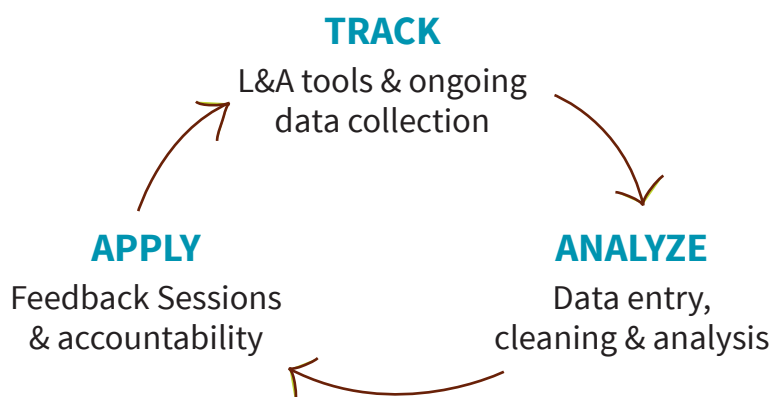 TRACK
L&A tools & ongoing
data collection
APPLY
Feedback Sessions
& accountability
ANALYZE
Data entry,
cleaning & analysis